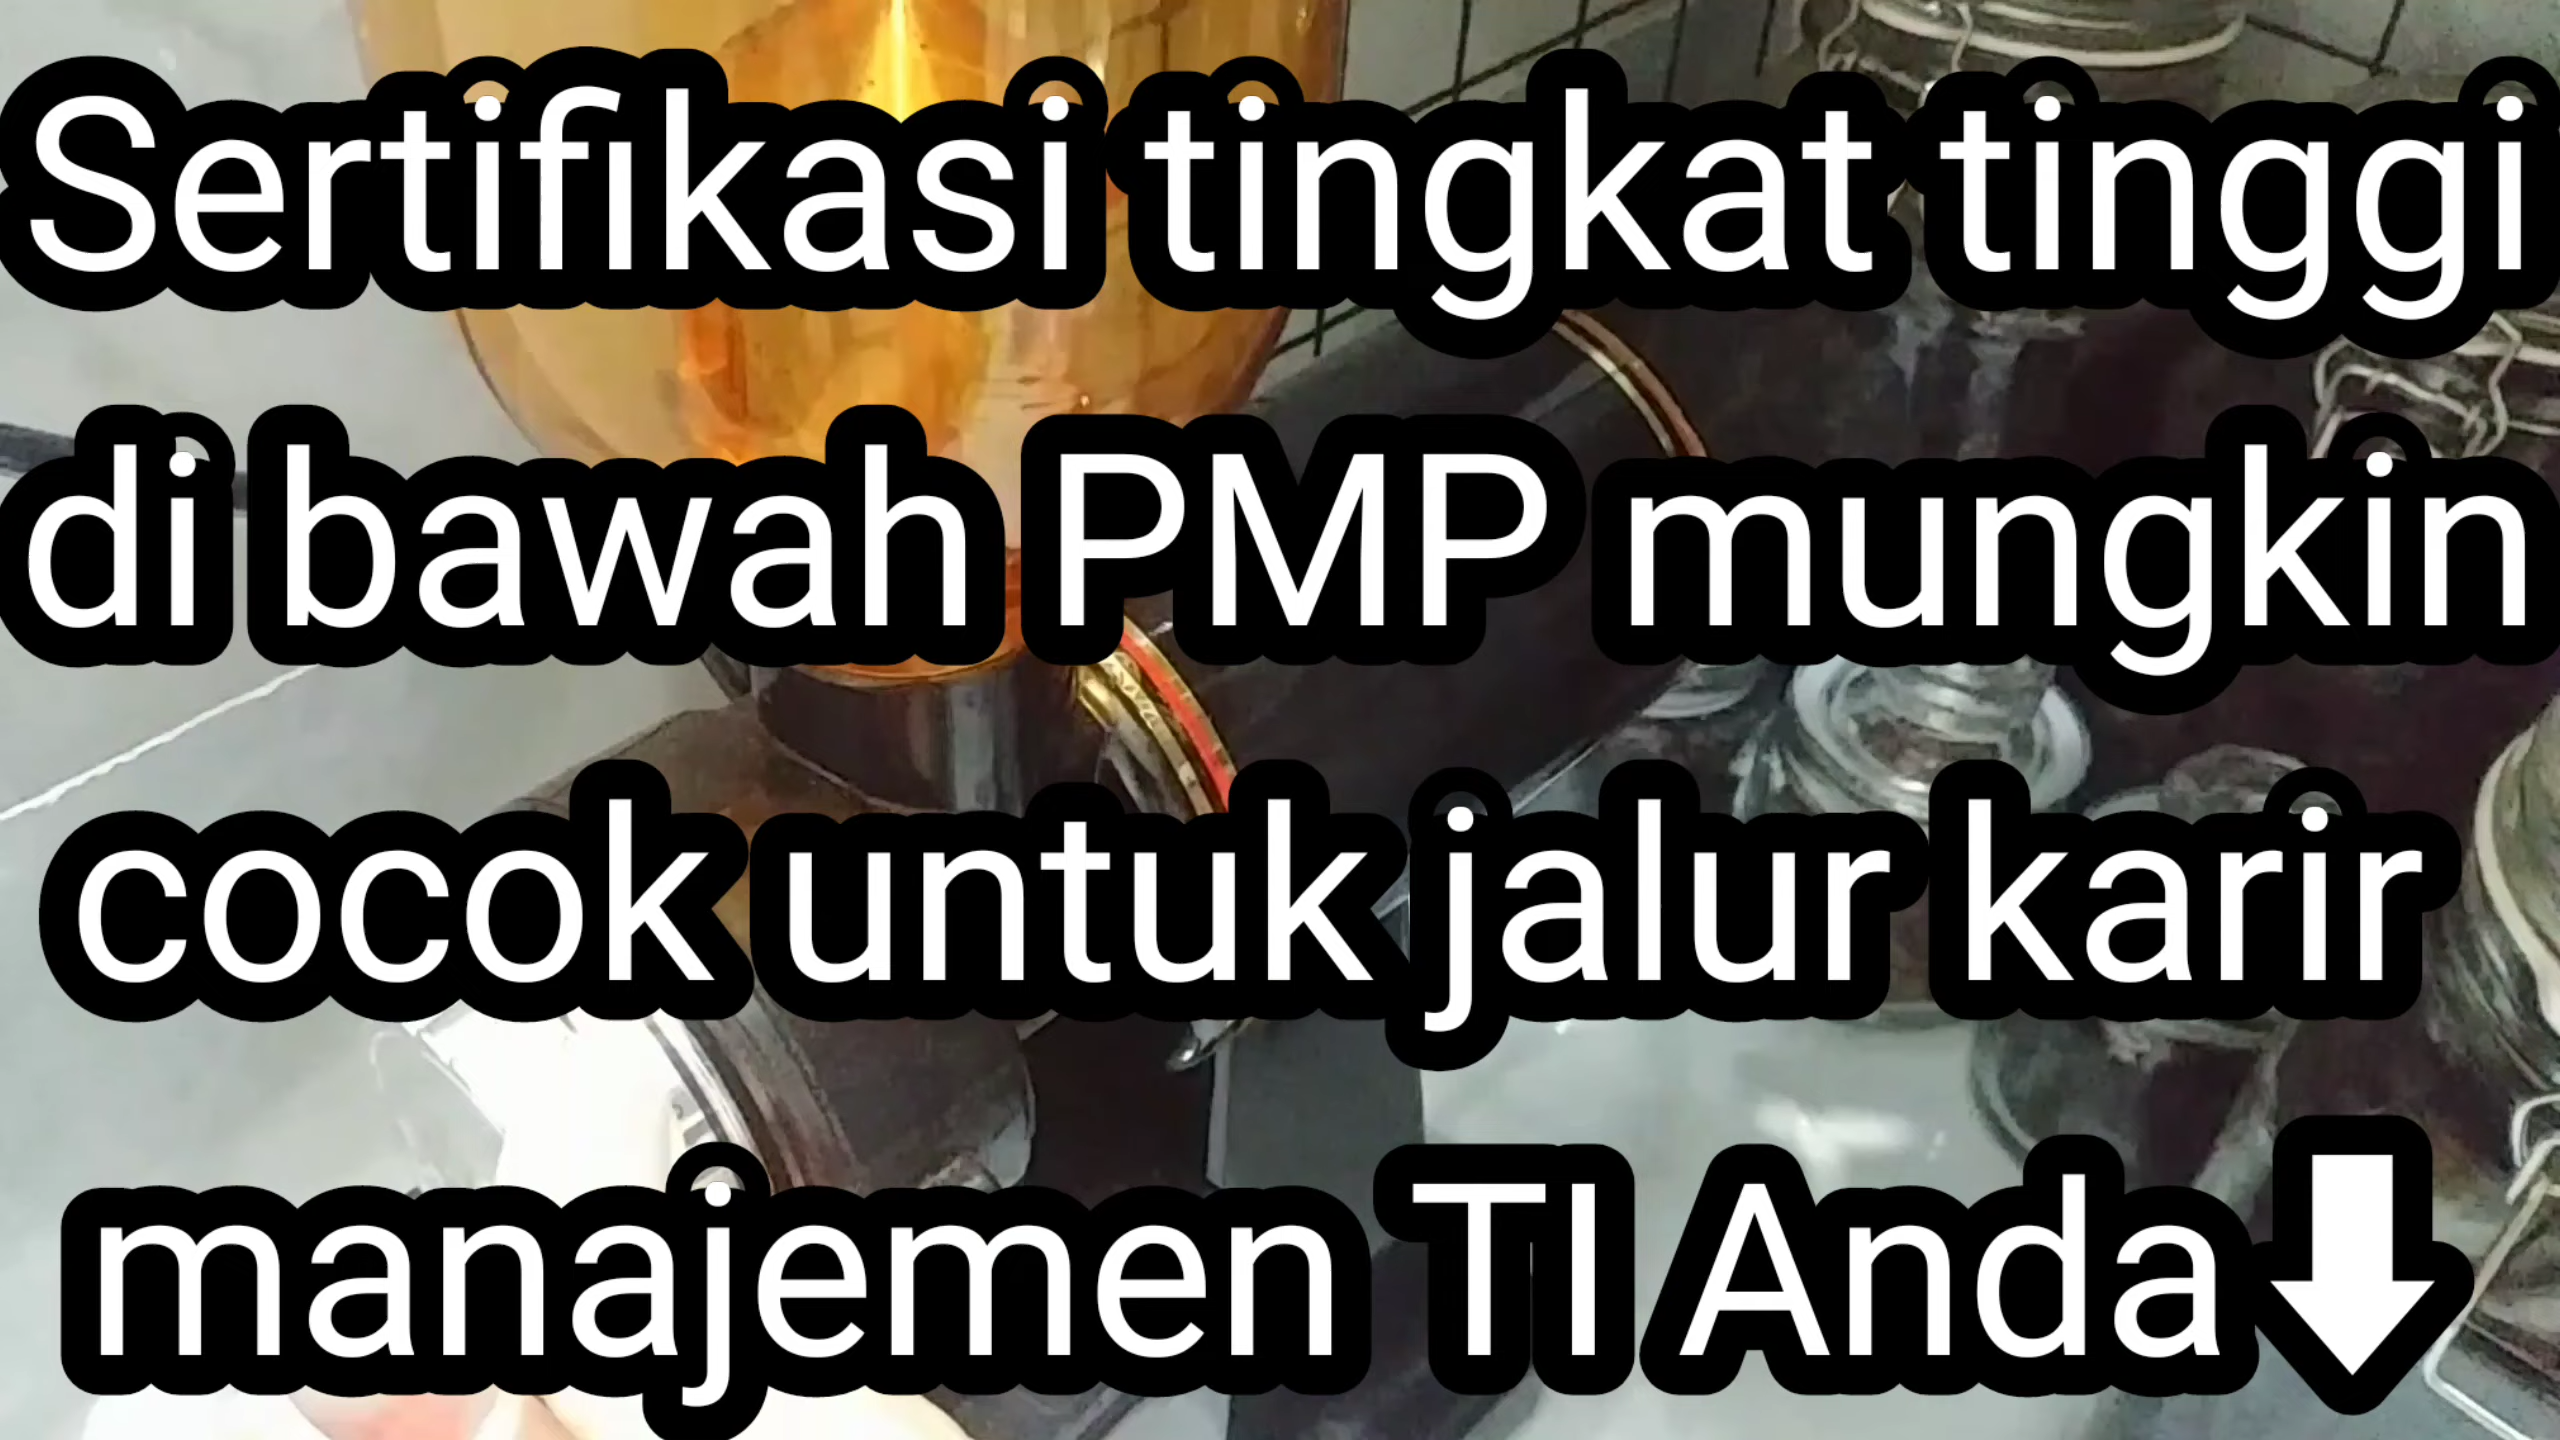 Sertifikasi tingkat tinggi
di bawah PMP mungkin
cocok untuk jalur karir
manajemen TI Anda⬇